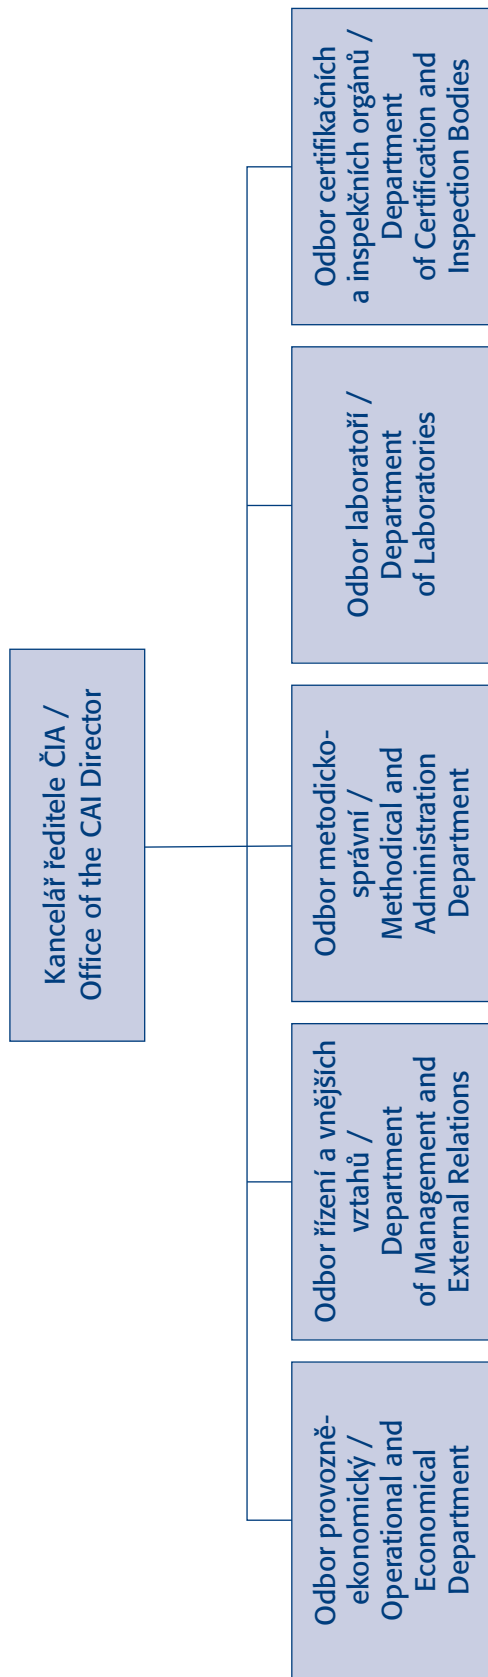 Kancelář ředitele ČIA /
Office of the CAI Director
Odbor provozně-
ekonomický /
Operational and
Economical
Department
Odbor řízení a vnějších
vztahů /
Department
of Management and
External Relations
Odbor metodicko-
správní /
Methodical and
Administration
Department
Odbor laboratoří /
Department
of Laboratories
Odbor certifikačních
a inspekčních orgánů /
Department
of Certification and
Inspection Bodies